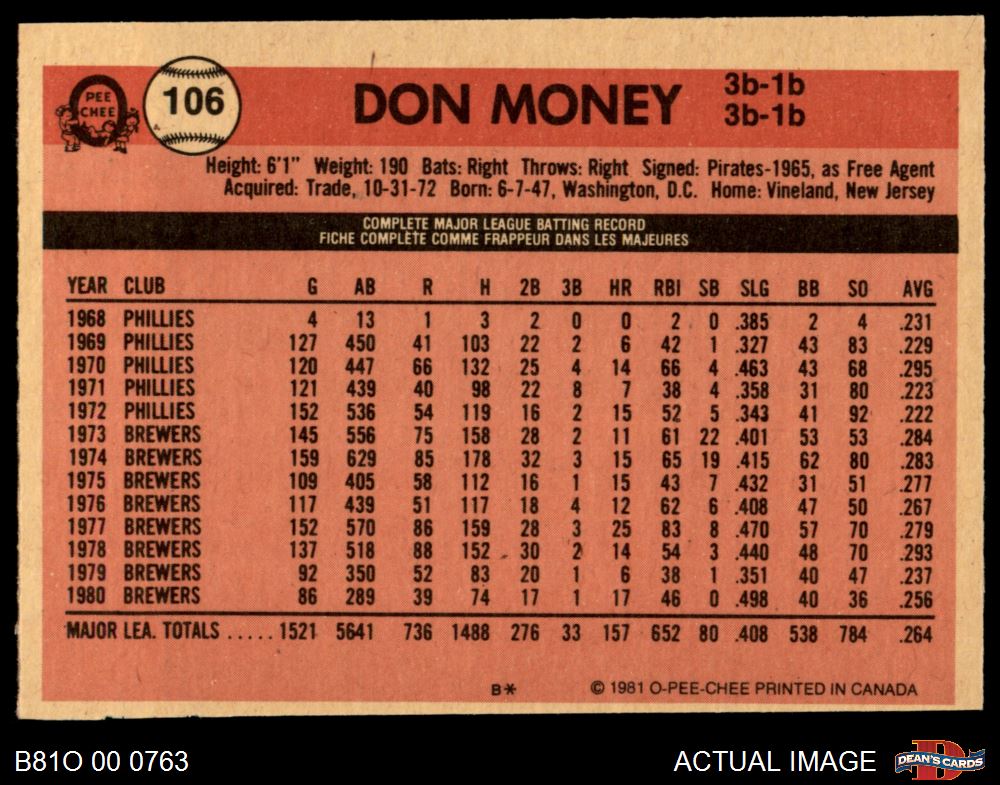 PEE
CHEE
106
DON MONEY
3b-1b
3b-1b
Height: 6'1" Weight: 190 Bats: Right Throws: Right Signed: Pirates-1965, as Free Agent
Acquired: Trade, 10-31-72 Born: 6-7-47, Washington, D.C. Home: Vineland, New Jersey
COMPLETE MAJOR LEAGUE BATTING RECORD
FICHE COMPLÈTE COMME FRAPPEUR DANS LES MAJEURES
YEAR CLUB G AB R H 2B 3B HR RBI SB SLG BB SO AVG
1968 PHILLIES 4 13 1 3 2 0 0 2 0 .385 2 4 .231
1969 PHILLIES 127 450 41 103 22 2 6 42 1 .327 43 83 .229
1970 PHILLIES 120 447 66 132 25 4 14 66 4 .463 43 68 .295
1971 PHILLIES 121 439 40 98 22 8 7 38 4 .358 31 80 .223
1972 PHILLIES 152 536 54 119 16 2 15 52 5 .343 41 92 .222
1973 BREWERS 145 556 75 158 28 2 11 61 22 .401 53 53 .284
1974 BREWERS 159 629 85 178 32 3 15 65 19 .415 62 80 .283
1975 BREWERS 109 405 58 112 16 1 15 43 7 .432 31 51 .277
1976 BREWERS 117 439 51 117 18 4 12 62 6 .408 47 50 .267
1977 BREWERS 152 570 86 159 28 3 25 83 8 .470 57 70 .279
1978 BREWERS 137 518 88 152 30 2 14 54 3 .440 48 70 .293
1979 BREWERS 92 350 52 83 20 1 6 38 1 .351 40 47 .237
1980 BREWERS 86 289 39 74 17 1 17 46 0 .498 40 36 .256
MAJOR LEA. TOTALS ..... 1521 5641 736 1488 276 33 157 652 80 .408 538 784 .264
B* © 1981 O-PEE-CHEE PRINTED IN CANADA
B81O 00 0763
ACTUAL IMAGE
DEAN'S CARDS